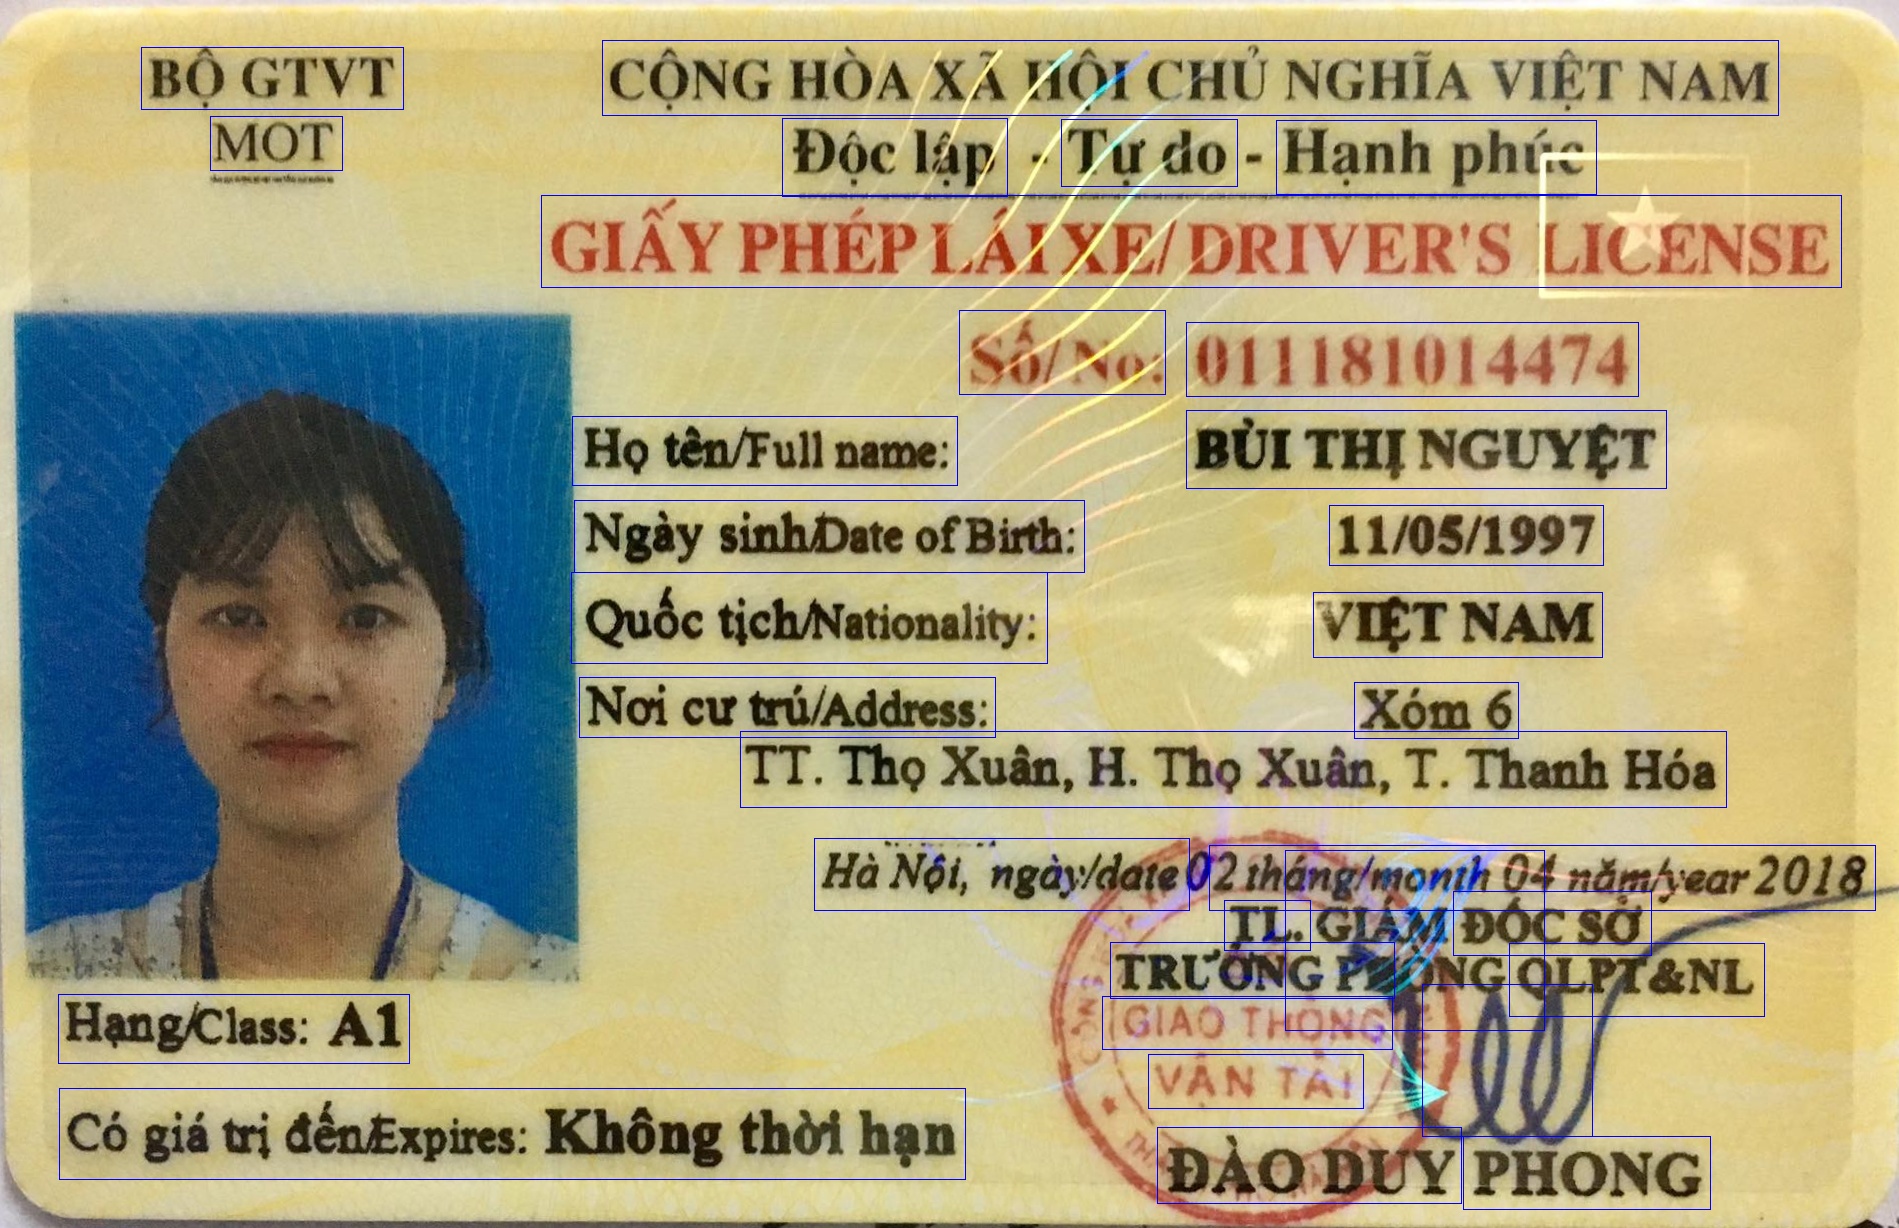 BỘ GTVT
MOT
CỘNG HÒA XÃ HỘI CHỦ NGHĨA VIỆT NAM
Độc lập - Tự do - Hạnh phúc
GIẤY PHÉP LÁI XE/ DRIVER'S LICENSE
Số/ No: 011181014474
Họ tên/Full name: BÙI THỊ NGUYỆT
Ngày sinh/Date of Birth: 11/05/1997
Quốc tịch/Nationality: VIỆT NAM
Nơi cư trú/Address: Xóm 6
TT. Thọ Xuân, H. Thọ Xuân, T. Thanh Hóa
Hà Nội, ngày/date 02 tháng/month 04 năm/year 2018
TL. GIÁM ĐỐC SỞ
TRƯỞNG PHÒNG QLPT&NL
GIAO THÔNG
VẬN TẢI
ĐÀO DUY PHONG
Hạng/Class: A1
Có giá trị đến/Expires: Không thời hạn